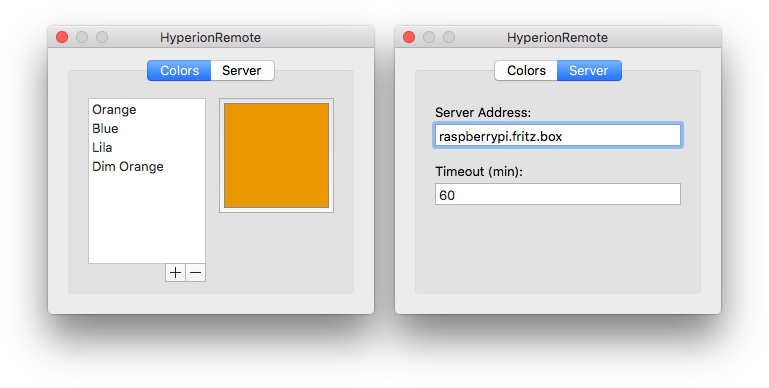 HyperionRemote
Colors Server
Orange
Blue
Lila
Dim Orange
+ −
HyperionRemote
Colors Server
Server Address:
raspberrypi.fritz.box
Timeout (min):
60